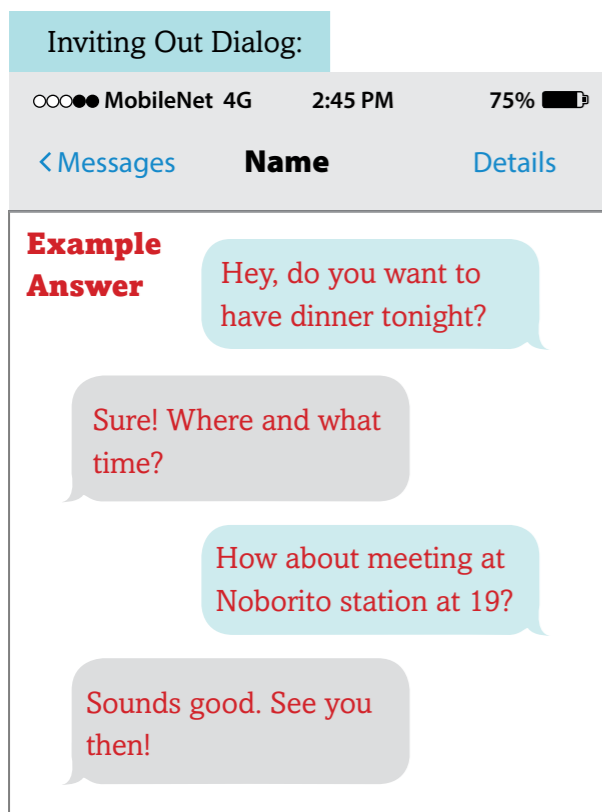 Inviting Out Dialog:
MobileNet 4G 2:45 PM 75%
Messages Name Details
Example
Answer
Hey, do you want to
have dinner tonight?
Sure! Where and what
time?
How about meeting at
Noborito station at 19?
Sounds good. See you
then!